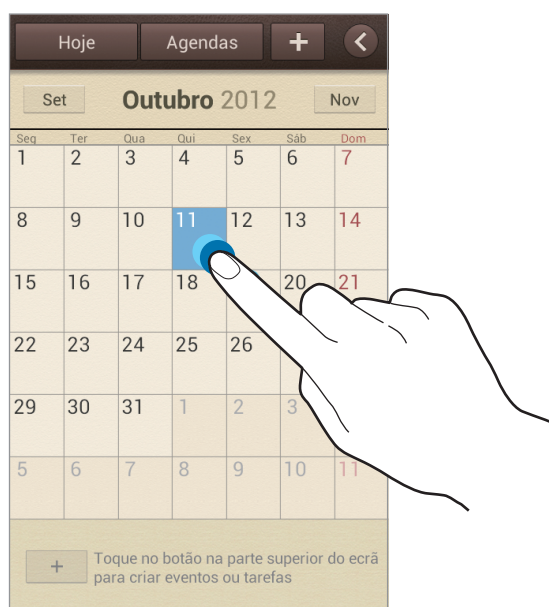 Hoje Agendas +
Set Outubro 2012 Nov
Seg Ter Qua Qui Sex Sáb Dom
1 2 3 4 5 6 7
8 9 10 11 12 13 14
15 16 17 18 20 21
22 23 24 25 26
29 30 31 1 2 3
5 6 7 8 9 10 11
+ Toque no botão na parte superior do ecrã
para criar eventos ou tarefas